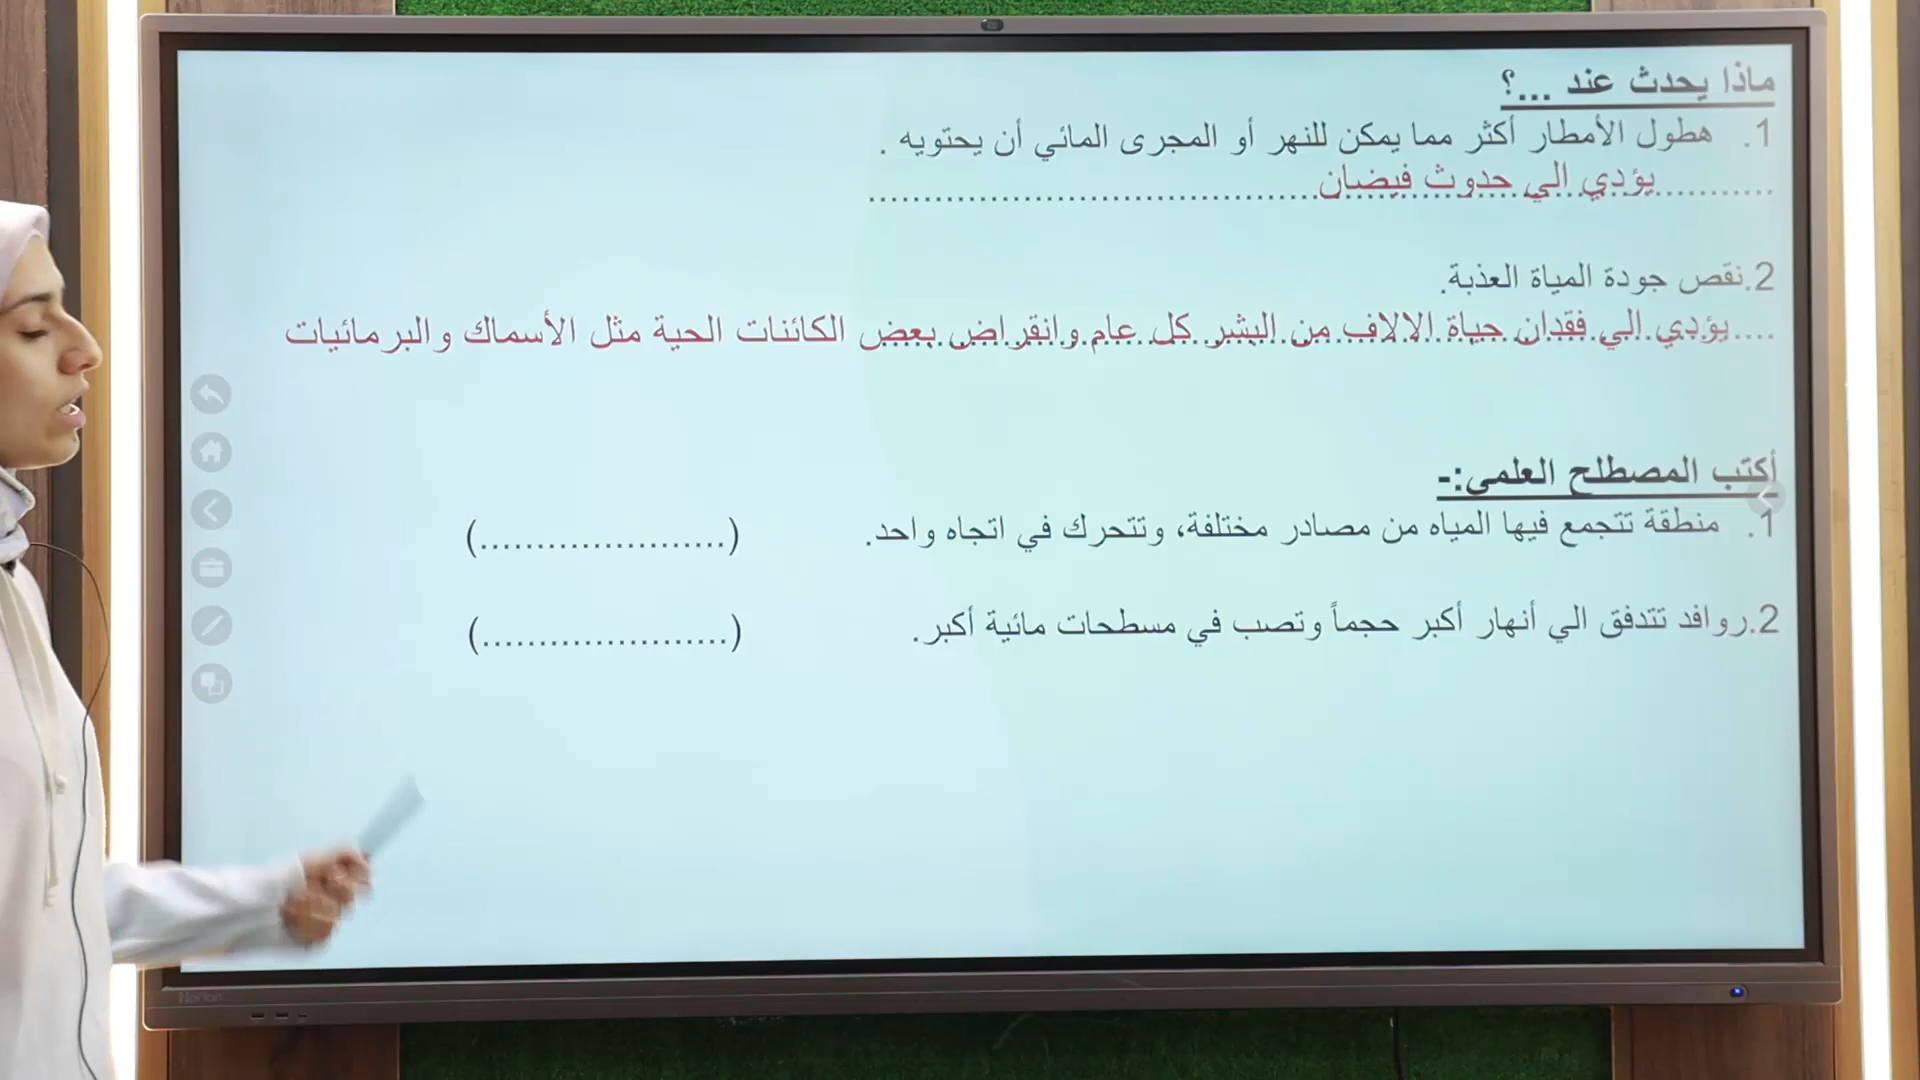 ماذا يحدث عند ...؟
1. هطول الأمطار أكثر مما يمكن للنهر أو المجرى المائي أن يحتويه .
...........يؤدي الي حدوث فيضان........................................
2.نقص جودة المياة العذبة.
....يؤدي الي فقدان حياة الالاف من البشر كل عام وانقراض بعض الكائنات الحية مثل الأسماك والبرمائيات
أكتب المصطلح العلمي:-
1. منطقة تتجمع فيها المياه من مصادر مختلفة، وتتحرك في اتجاه واحد. (......................)
2.روافد تتدفق الي أنهار أكبر حجماً وتصب في مسطحات مائية أكبر. (......................)
Horion